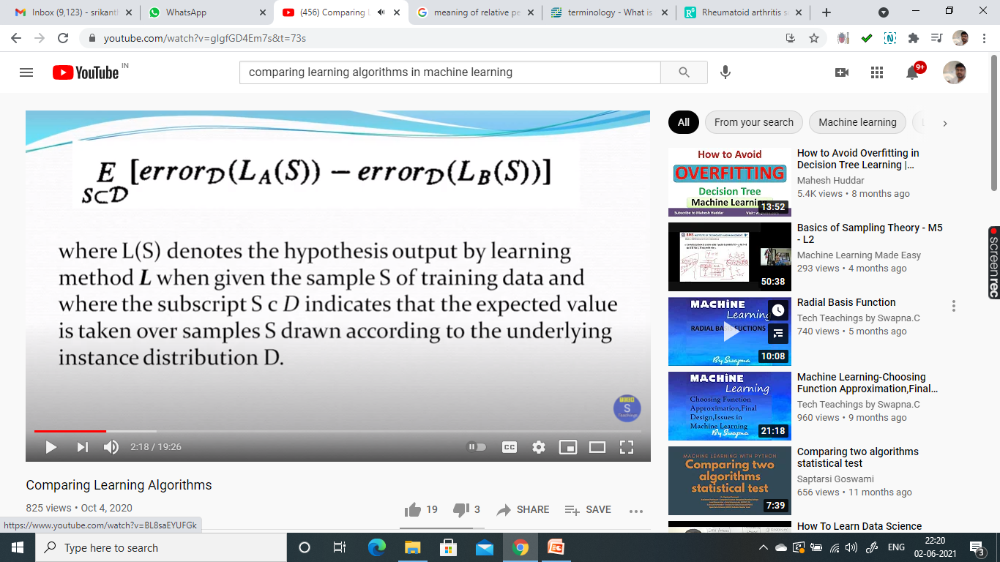 Inbox (9,123) - srikanth
WhatsApp
(456) Comparing L
meaning of relative pe
terminology - What is
Rheumatoid arthritis s
youtube.com/watch?v=gIgfGD4Em7s&t=73s
YouTube IN
comparing learning algorithms in machine learning
9+
E [error_D(L_A(S)) − error_D(L_B(S))]
S⊂D
where L(S) denotes the hypothesis output by learning
method L when given the sample S of training data and
where the subscript S c D indicates that the expected value
is taken over samples S drawn according to the underlying
instance distribution D.
S
Teachings
2:18 / 19:26
CC
Comparing Learning Algorithms
825 views • Oct 4, 2020
19
3
SHARE
SAVE
https://www.youtube.com/watch?v=BL8saEYUFGk
All
From your search
Machine learning
How to Avoid
OVERFITTING
Decision Tree
Machine Learning
Subscribe to Mahesh Huddar
Visit:
13:52
How to Avoid Overfitting in
Decision Tree Learning |...
Mahesh Huddar
5.4K views • 8 months ago
50:38
Basics of Sampling Theory - M5
- L2
Machine Learning Made Easy
293 views • 4 months ago
MACHiNE
Learning
RADIAL BASIS FUCTIONS
By Swapna
10:08
Radial Basis Function
Tech Teachings by Swapna.C
740 views • 5 months ago
MACHiNE
Learning
Choosing Function
Approximation,Final
Design,Issues in
Machine Learning
By Swapna
21:18
Machine Learning-Choosing
Function Approximation,Final...
Tech Teachings by Swapna.C
960 views • 9 months ago
MACHINE LEARNING WITH PYTHON
Comparing two
algorithms
statistical test
7:39
Comparing two algorithms
statistical test
Saptarsi Goswami
656 views • 11 months ago
How To Learn Data Science
screenrec
Type here to search
ENG
22:20
02-06-2021
3